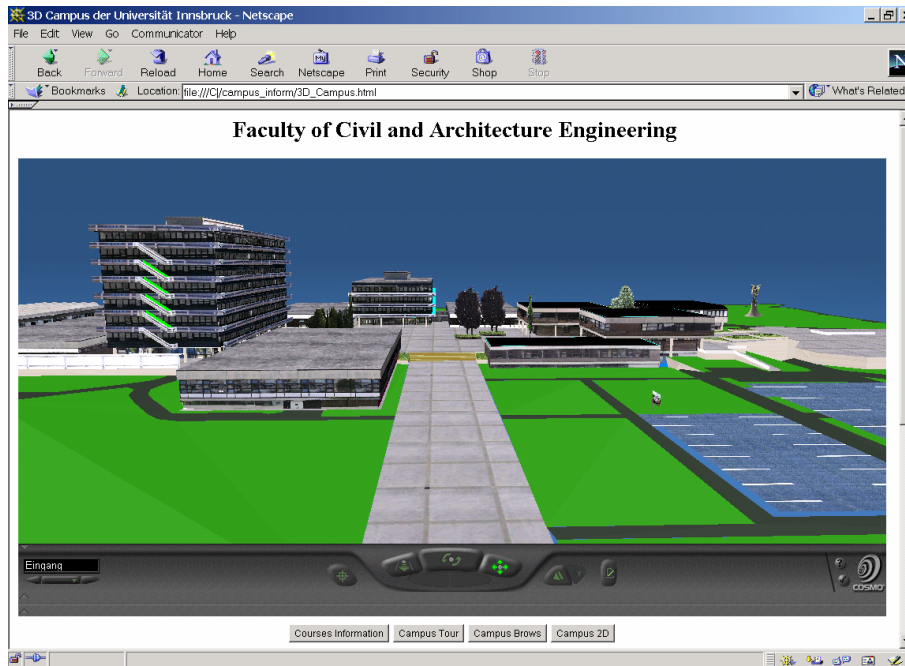 3D Campus der Universität Innsbruck - Netscape
File Edit View Go Communicator Help
Back Forward Reload Home Search Netscape Print Security Shop Stop
Bookmarks Location: file:///C|/campus_inform/3D_Campus.html What's Related
Faculty of Civil and Architecture Engineering
Eingang
COSMO
Courses Information Campus Tour Campus Brows Campus 2D